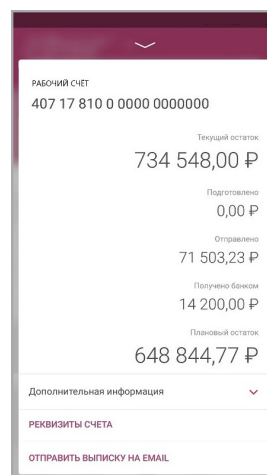 РАБОЧИЙ СЧЁТ
407 17 810 0 0000 0000000
Текущий остаток
734 548,00 ₽
Подготовлено
0,00 ₽
Отправлено
71 503,23 ₽
Получено банком
14 200,00 ₽
Плановый остаток
648 844,77 ₽
Дополнительная информация
РЕКВИЗИТЫ СЧЕТА
ОТПРАВИТЬ ВЫПИСКУ НА EMAIL